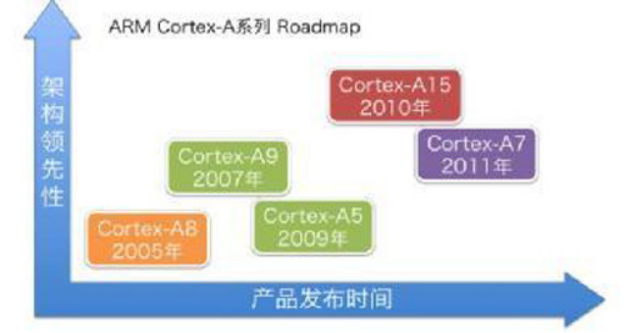 ARM Cortex-A系列 Roadmap
架构领先性
Cortex-A15
2010年
Cortex-A7
2011年
Cortex-A9
2007年
Cortex-A5
2009年
Cortex-A8
2005年
产品发布时间